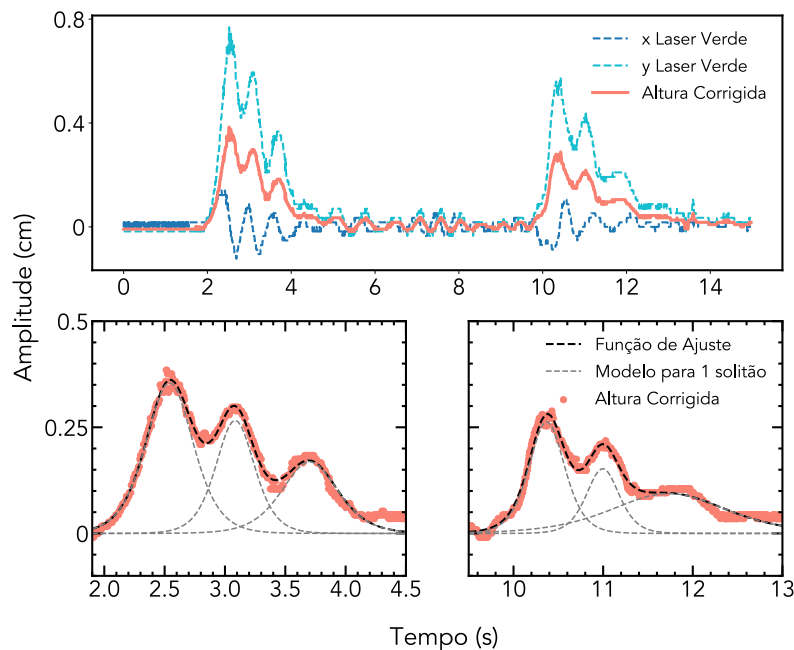 0.8
0.4
0
x Laser Verde
y Laser Verde
Altura Corrigida
0 2 4 6 8 10 12 14
Amplitude (cm)
0.5
0.25
0
2.0 2.5 3.0 3.5 4.0 4.5
Função de Ajuste
Modelo para 1 solitão
Altura Corrigida
10 11 12 13
Tempo (s)